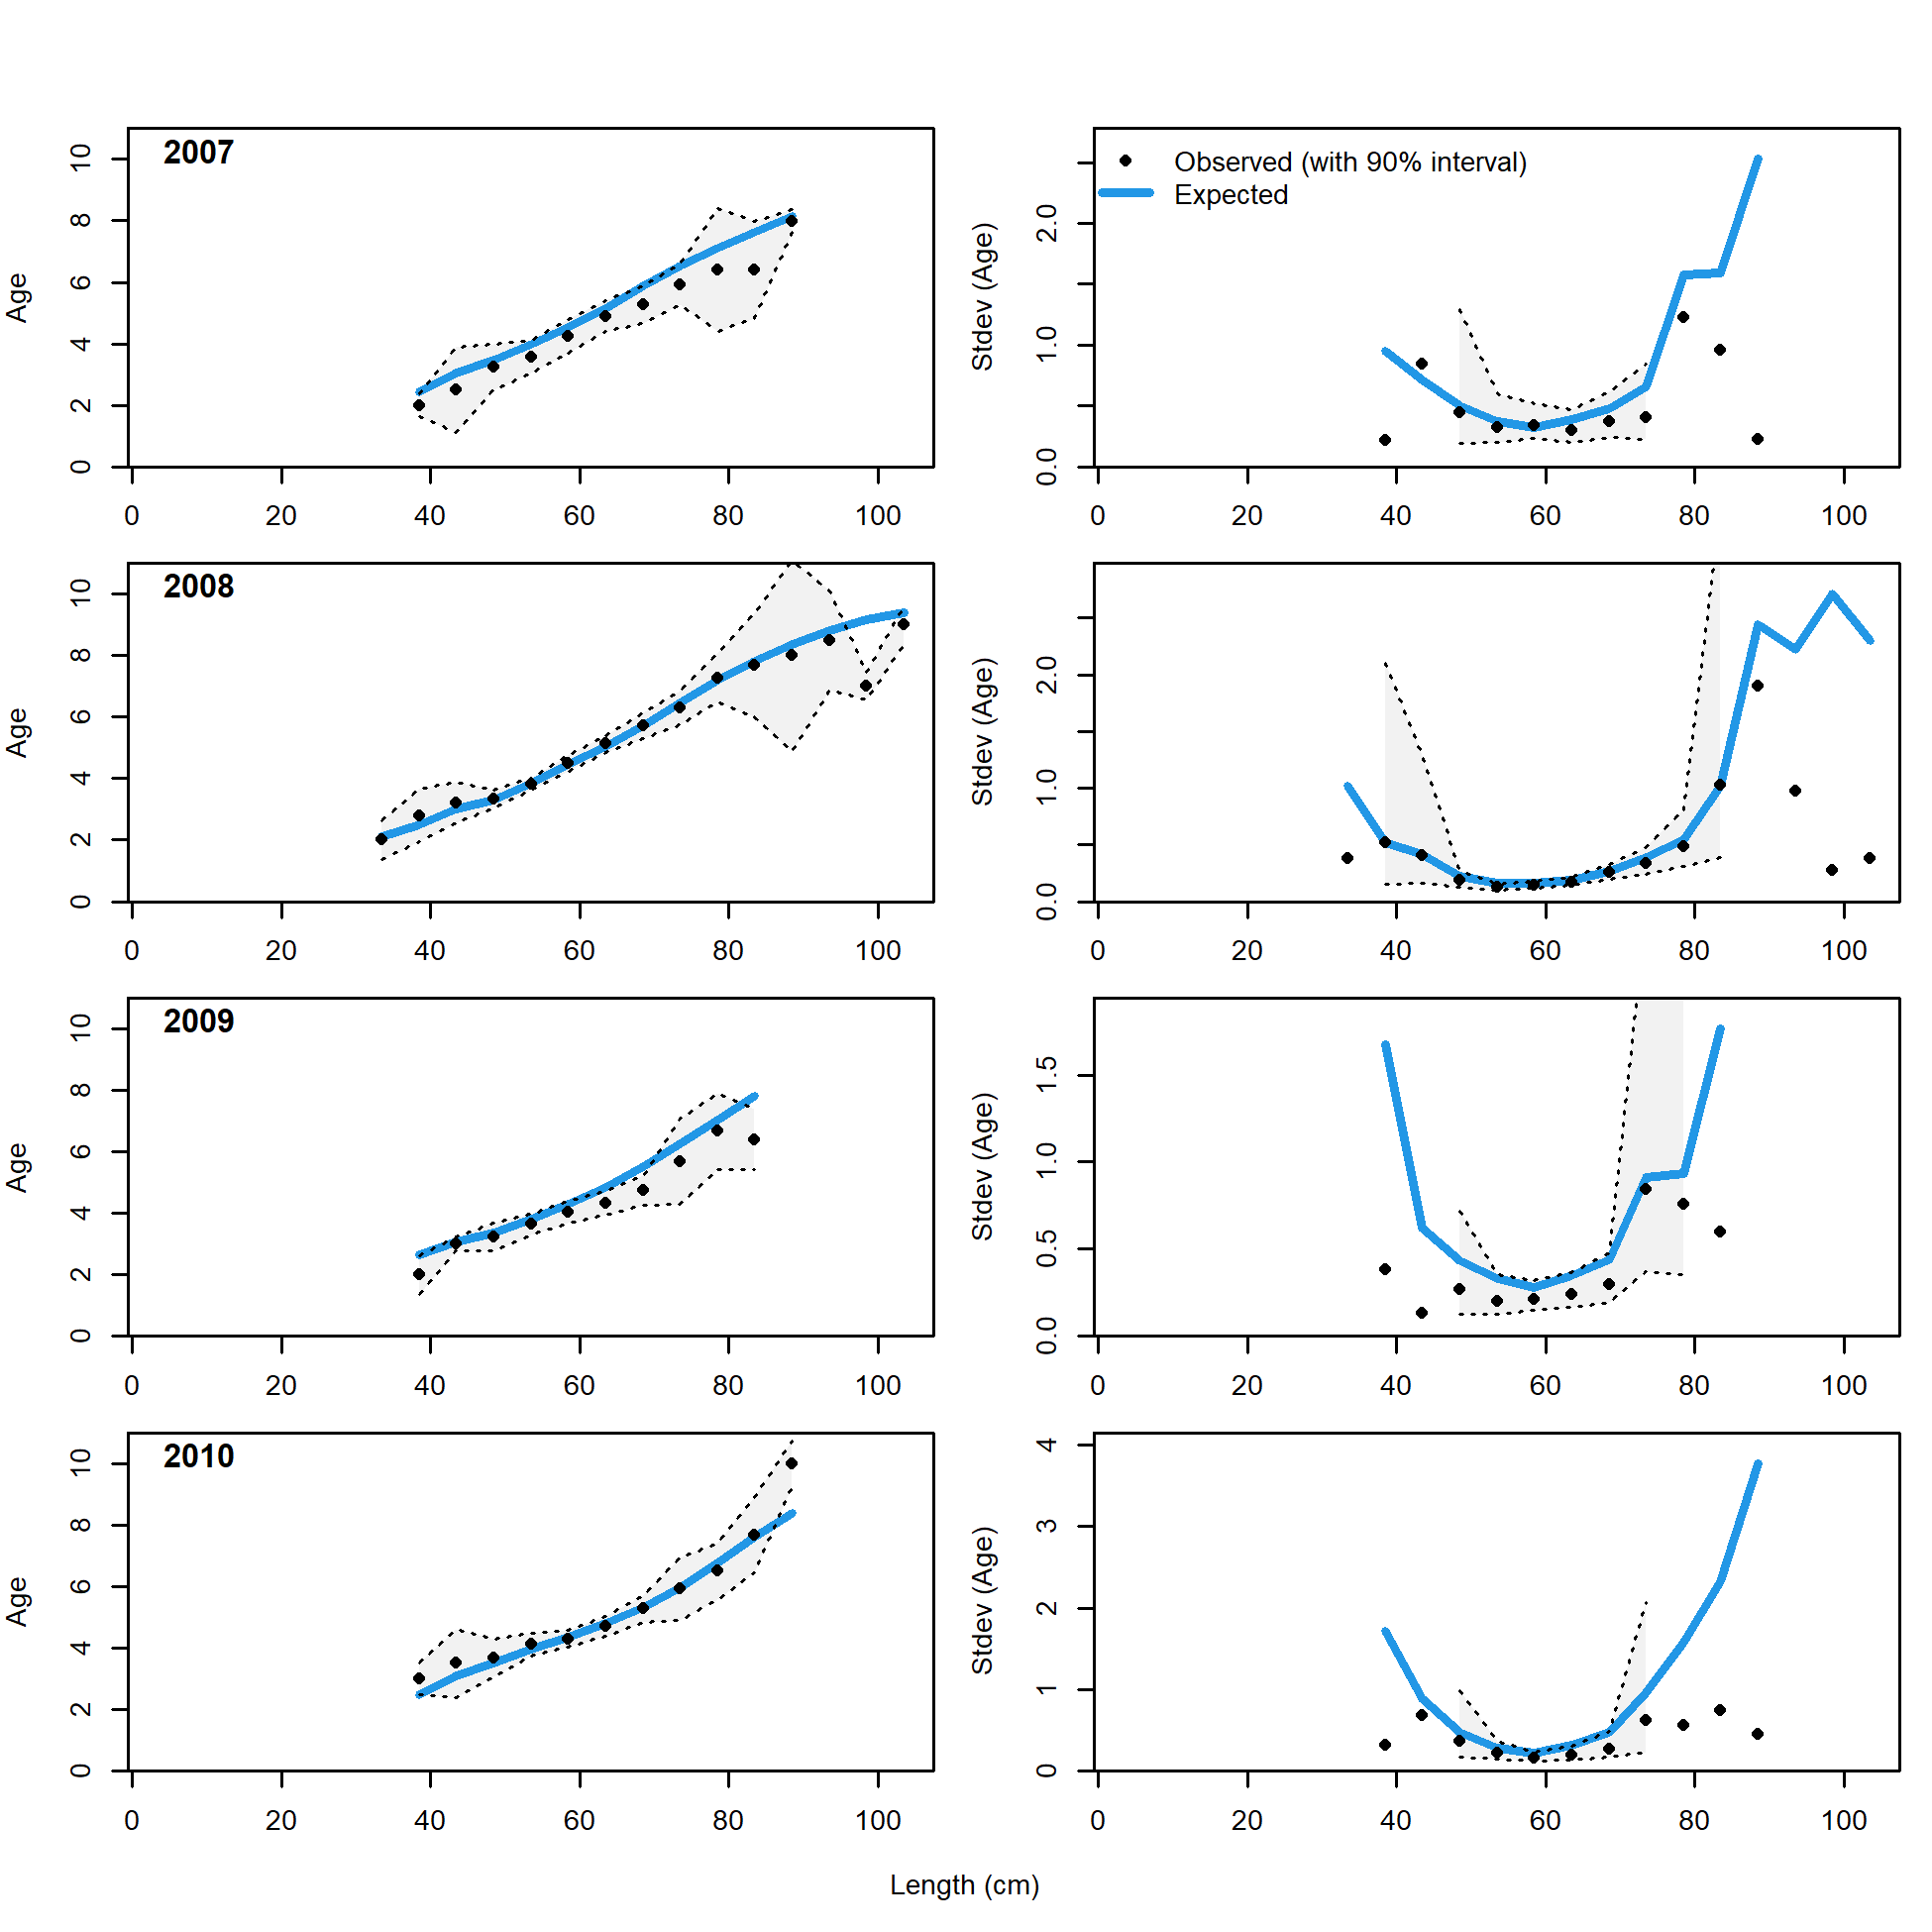 2007
Age
0 2 4 6 8 10
0 20 40 60 80 100
Observed (with 90% interval)
Expected
Stdev (Age)
0.0 1.0 2.0
0 20 40 60 80 100
2008
Age
0 2 4 6 8 10
0 20 40 60 80 100
Stdev (Age)
0.0 1.0 2.0
0 20 40 60 80 100
2009
Age
0 2 4 6 8 10
0 20 40 60 80 100
Stdev (Age)
0.0 0.5 1.0 1.5
0 20 40 60 80 100
2010
Age
0 2 4 6 8 10
0 20 40 60 80 100
Stdev (Age)
0 1 2 3 4
0 20 40 60 80 100
Length (cm)